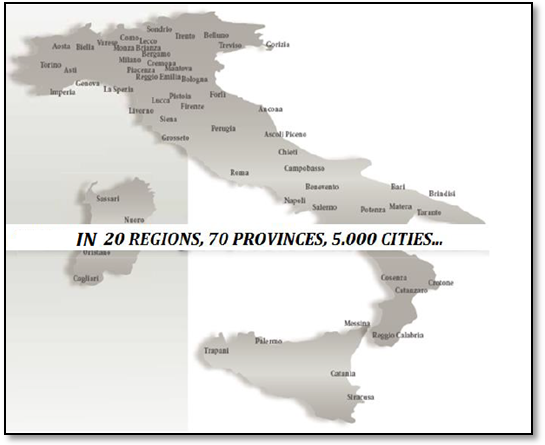 Sondrio
Aosta Biella Varese Como Lecco Trento Belluno
Monza Brianza Treviso Gorizia
Bergamo
Torino Asti Milano Cremona
Piacenza Mantova
Reggio Emilia Bologna
Genova
Imperia La Spezia
Pistoia Forlì
Lucca Firenze
Livorno Ancona
Siena
Perugia Ascoli Piceno
Grosseto
Chieti
Roma Campobasso
Benevento Bari Brindisi
Sassari Napoli Salerno Potenza Matera Taranto
Nuoro
IN 20 REGIONS, 70 PROVINCES, 5.000 CITIES...
Oristano
Cagliari Cosenza Crotone
Catanzaro
Messina
Reggio Calabria
Trapani Palermo
Catania
Siracusa